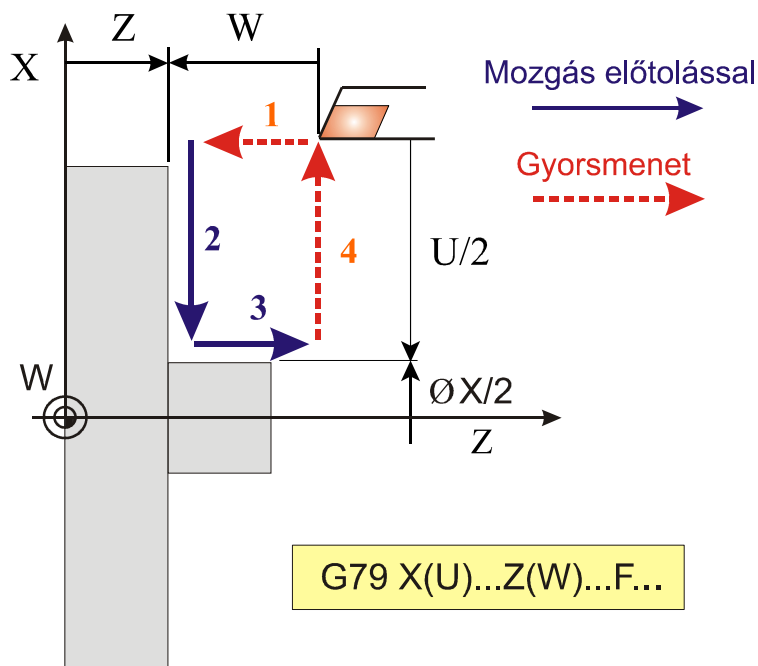 Z
W
X
Mozgás előtolással
1
Gyorsmenet
2
4
U/2
3
W
ØX/2
Z
G79 X(U)...Z(W)...F...